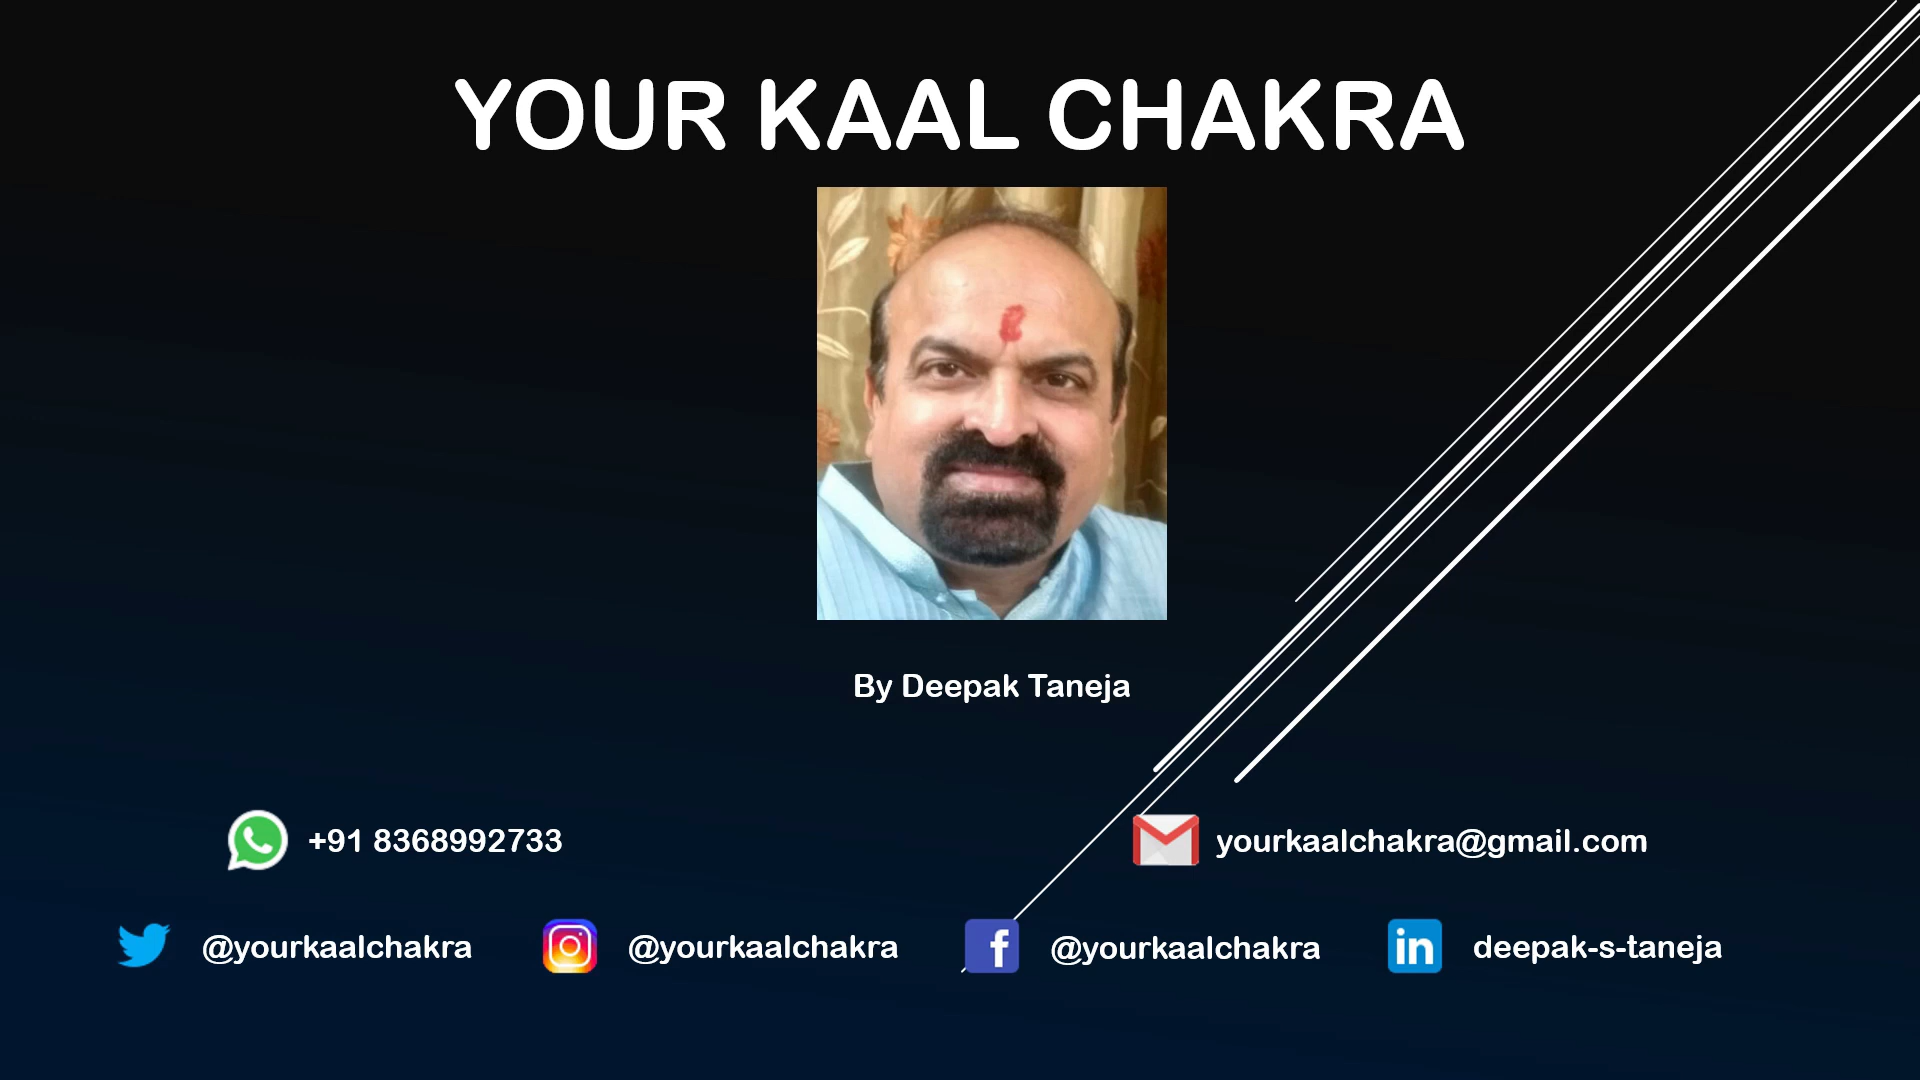 YOUR KAAL CHAKRA
By Deepak Taneja
+91 8368992733
yourkaalchakra@gmail.com
@yourkaalchakra
@yourkaalchakra
@yourkaalchakra
deepak-s-taneja